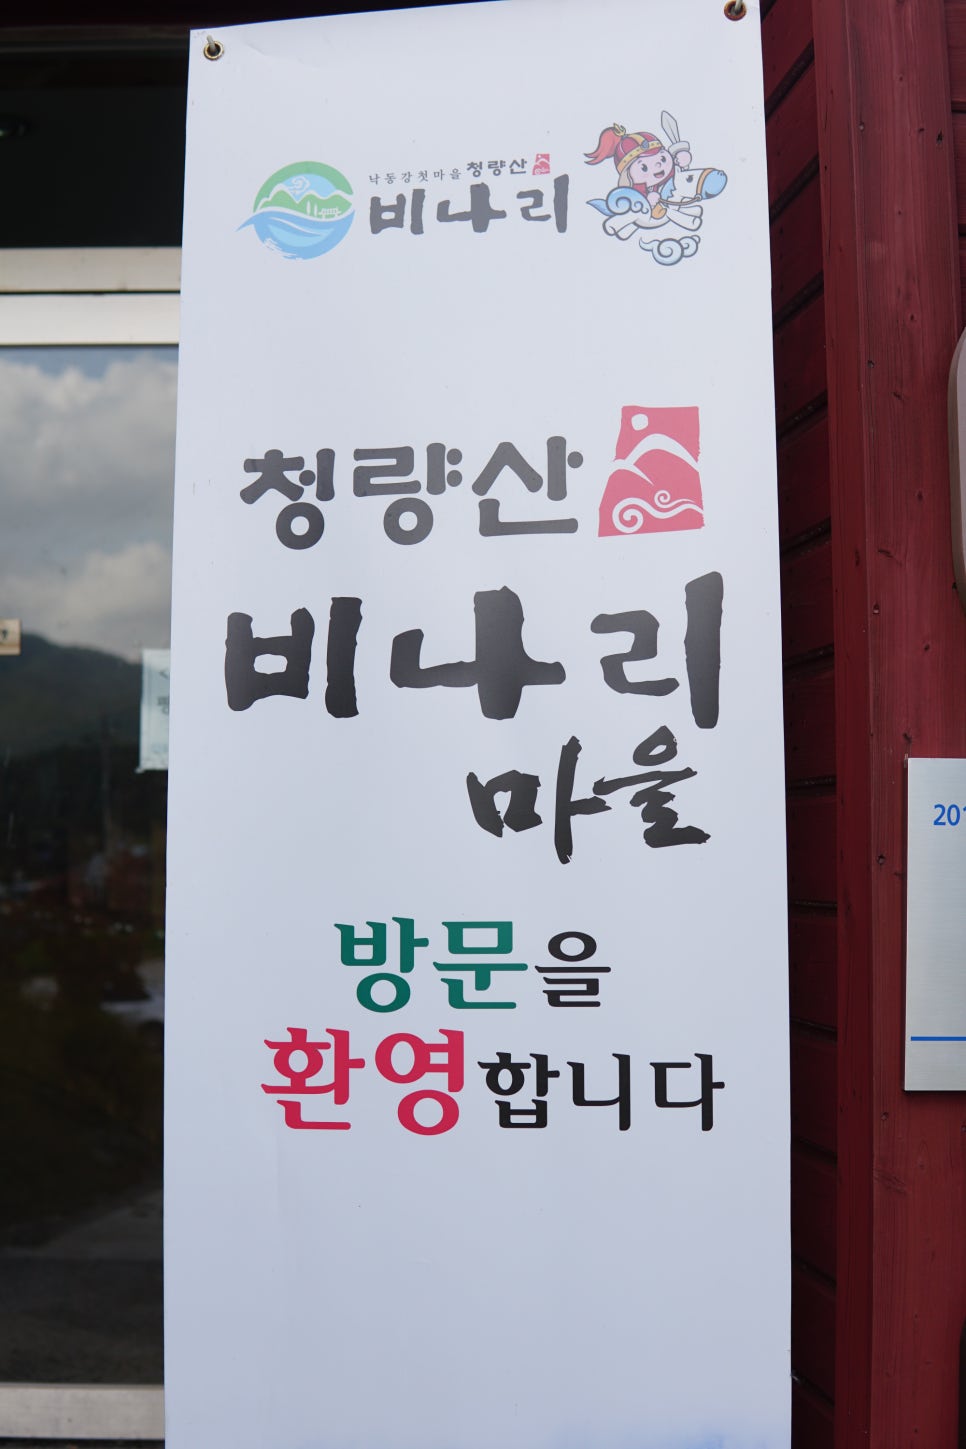 낙동강첫마을 청량산
비나리
청량산
비나리
마을
방문을
환영합니다
201